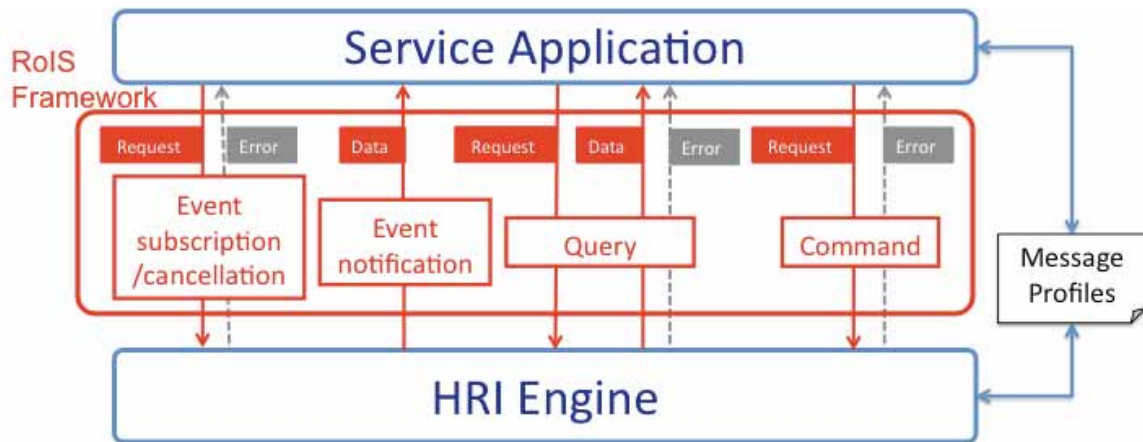 Service Application
RoIS
Framework
Request
Error
Data
Request
Data
Error
Request
Error
Event
subscription
/cancellation
Event
notification
Query
Command
Message
Profiles
HRI Engine